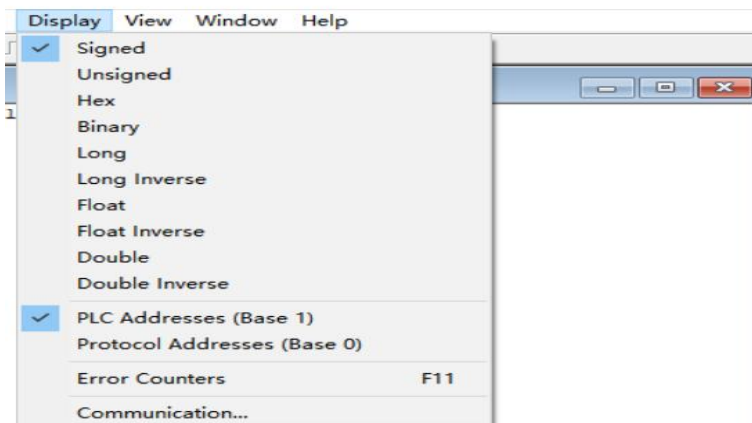 Display View Window Help
Signed
Unsigned
1
Hex
Binary
Long
Long Inverse
Float
Float Inverse
Double
Double Inverse
PLC Addresses (Base 1)
Protocol Addresses (Base 0)
Error Counters F11
Communication...